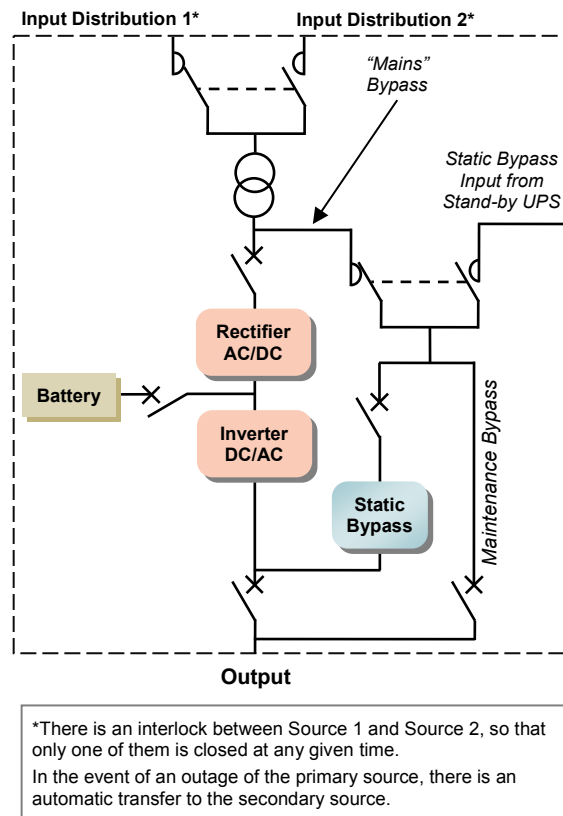 Input Distribution 1*
Input Distribution 2*
“Mains”
Bypass
Static Bypass
Input from
Stand-by UPS
Rectifier
AC/DC
Battery
Inverter
DC/AC
Static
Bypass
Maintenance Bypass
Output
*There is an interlock between Source 1 and Source 2, so that
only one of them is closed at any given time.
In the event of an outage of the primary source, there is an
automatic transfer to the secondary source.